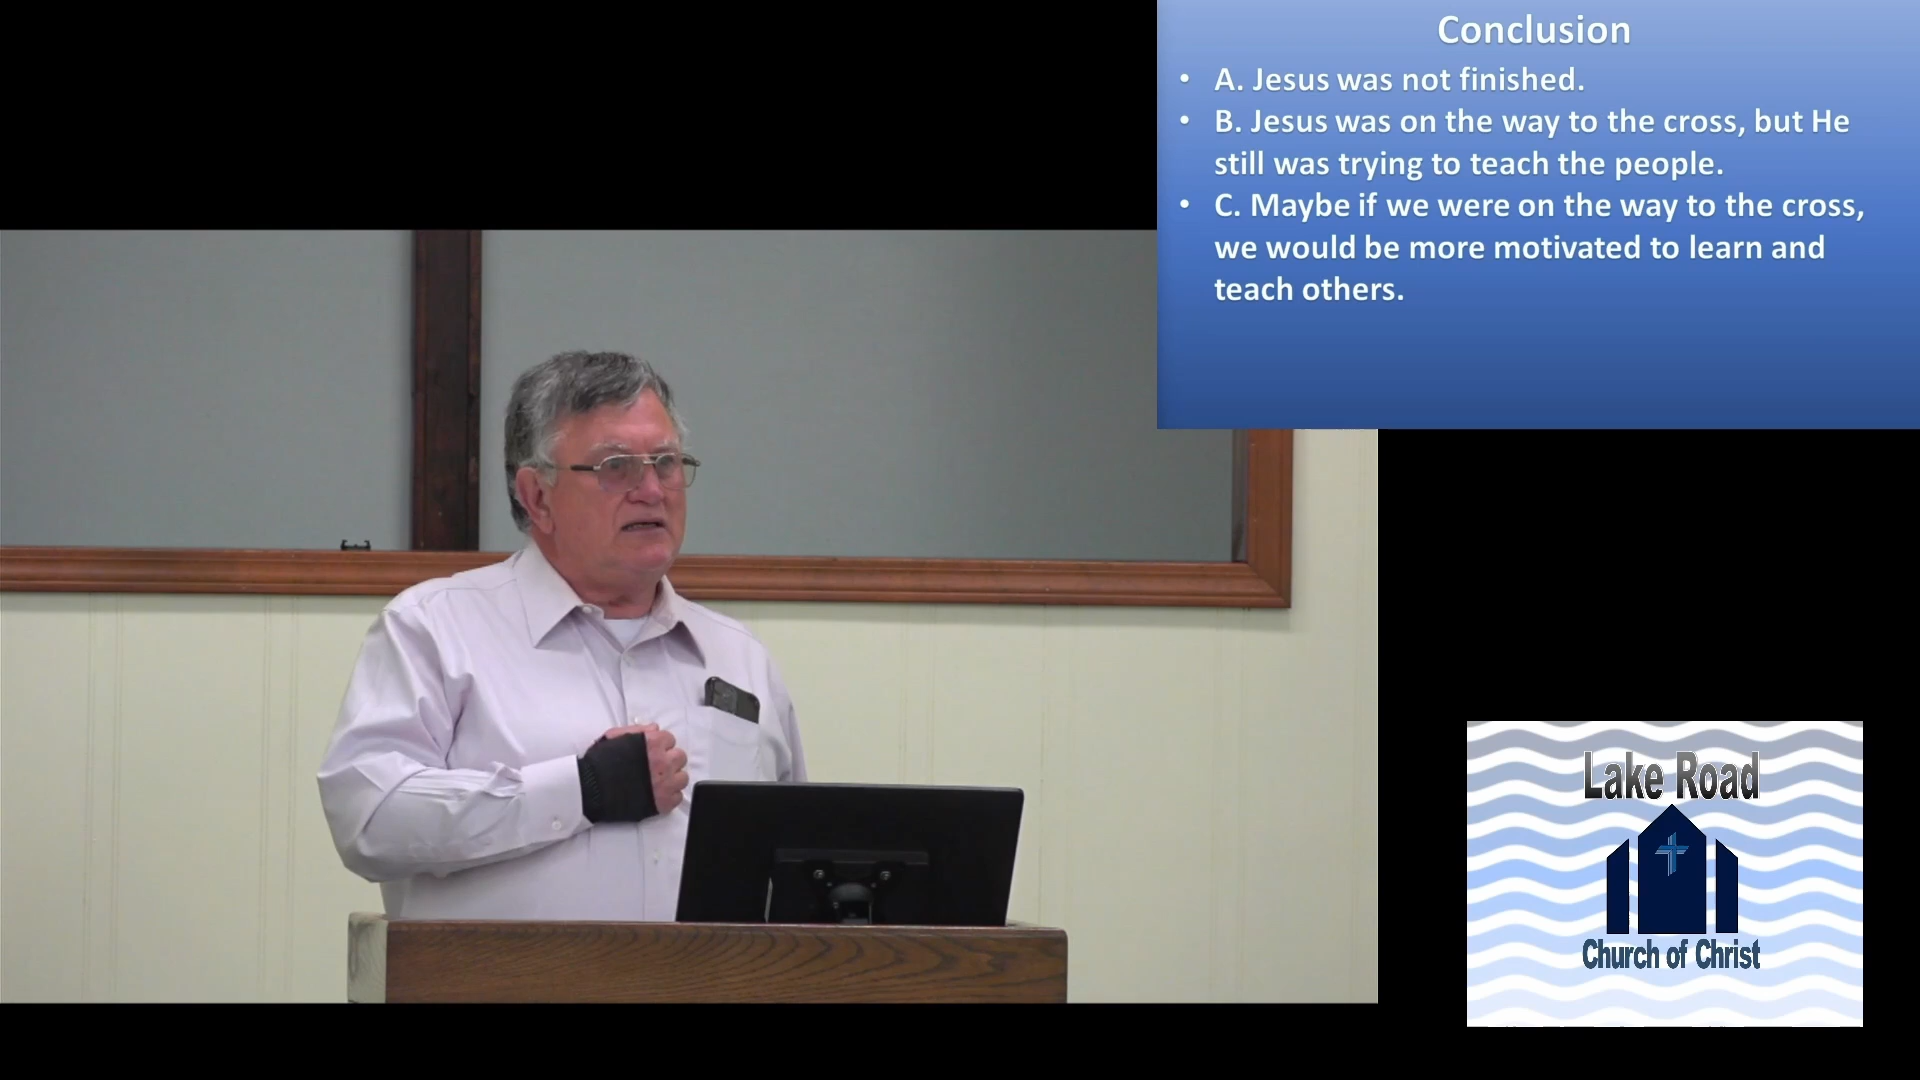 Conclusion
• A. Jesus was not finished.
• B. Jesus was on the way to the cross, but He
still was trying to teach the people.
• C. Maybe if we were on the way to the cross,
we would be more motivated to learn and
teach others.
Lake Road
Church of Christ